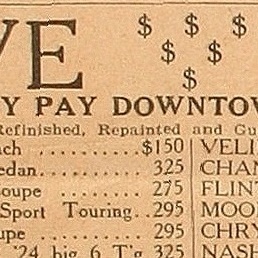 VE $ $ $
$ $
$
Y PAY DOWNTOW
Refinished, Repainted and Gu
ach .......... $150 VELI
edan .......... 325 CHAN
oupe .......... 275 FLINT
Sport Touring..295 MOO
upe .......... 295 CHRY
'24 big 6 T'g 325 NASH